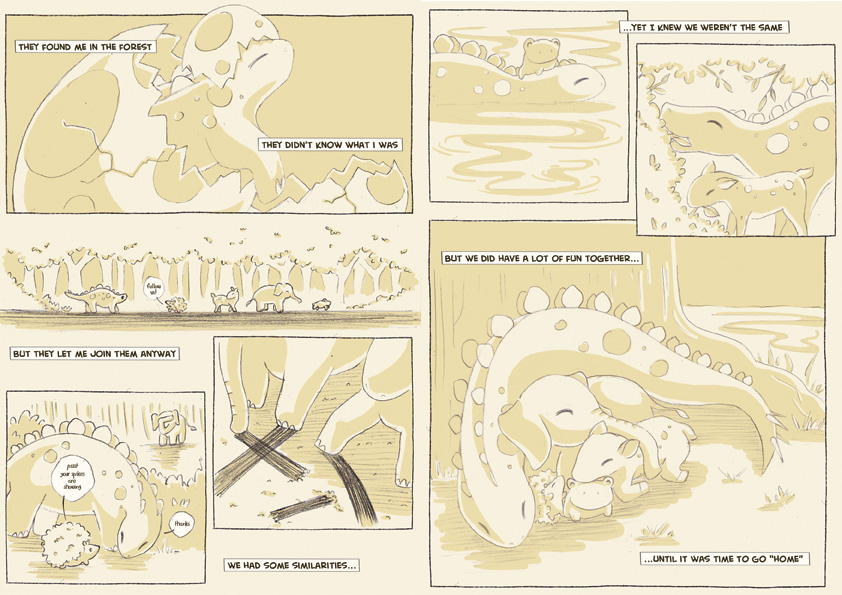 THEY FOUND ME IN THE FOREST
THEY DIDN'T KNOW WHAT I WAS
follow
us!
BUT THEY LET ME JOIN THEM ANYWAY
psst!
your spikes
are
showing
thanks
WE HAD SOME SIMILARITIES...
...YET I KNEW WE WEREN'T THE SAME
BUT WE DID HAVE A LOT OF FUN TOGETHER...
...UNTIL IT WAS TIME TO GO "HOME"